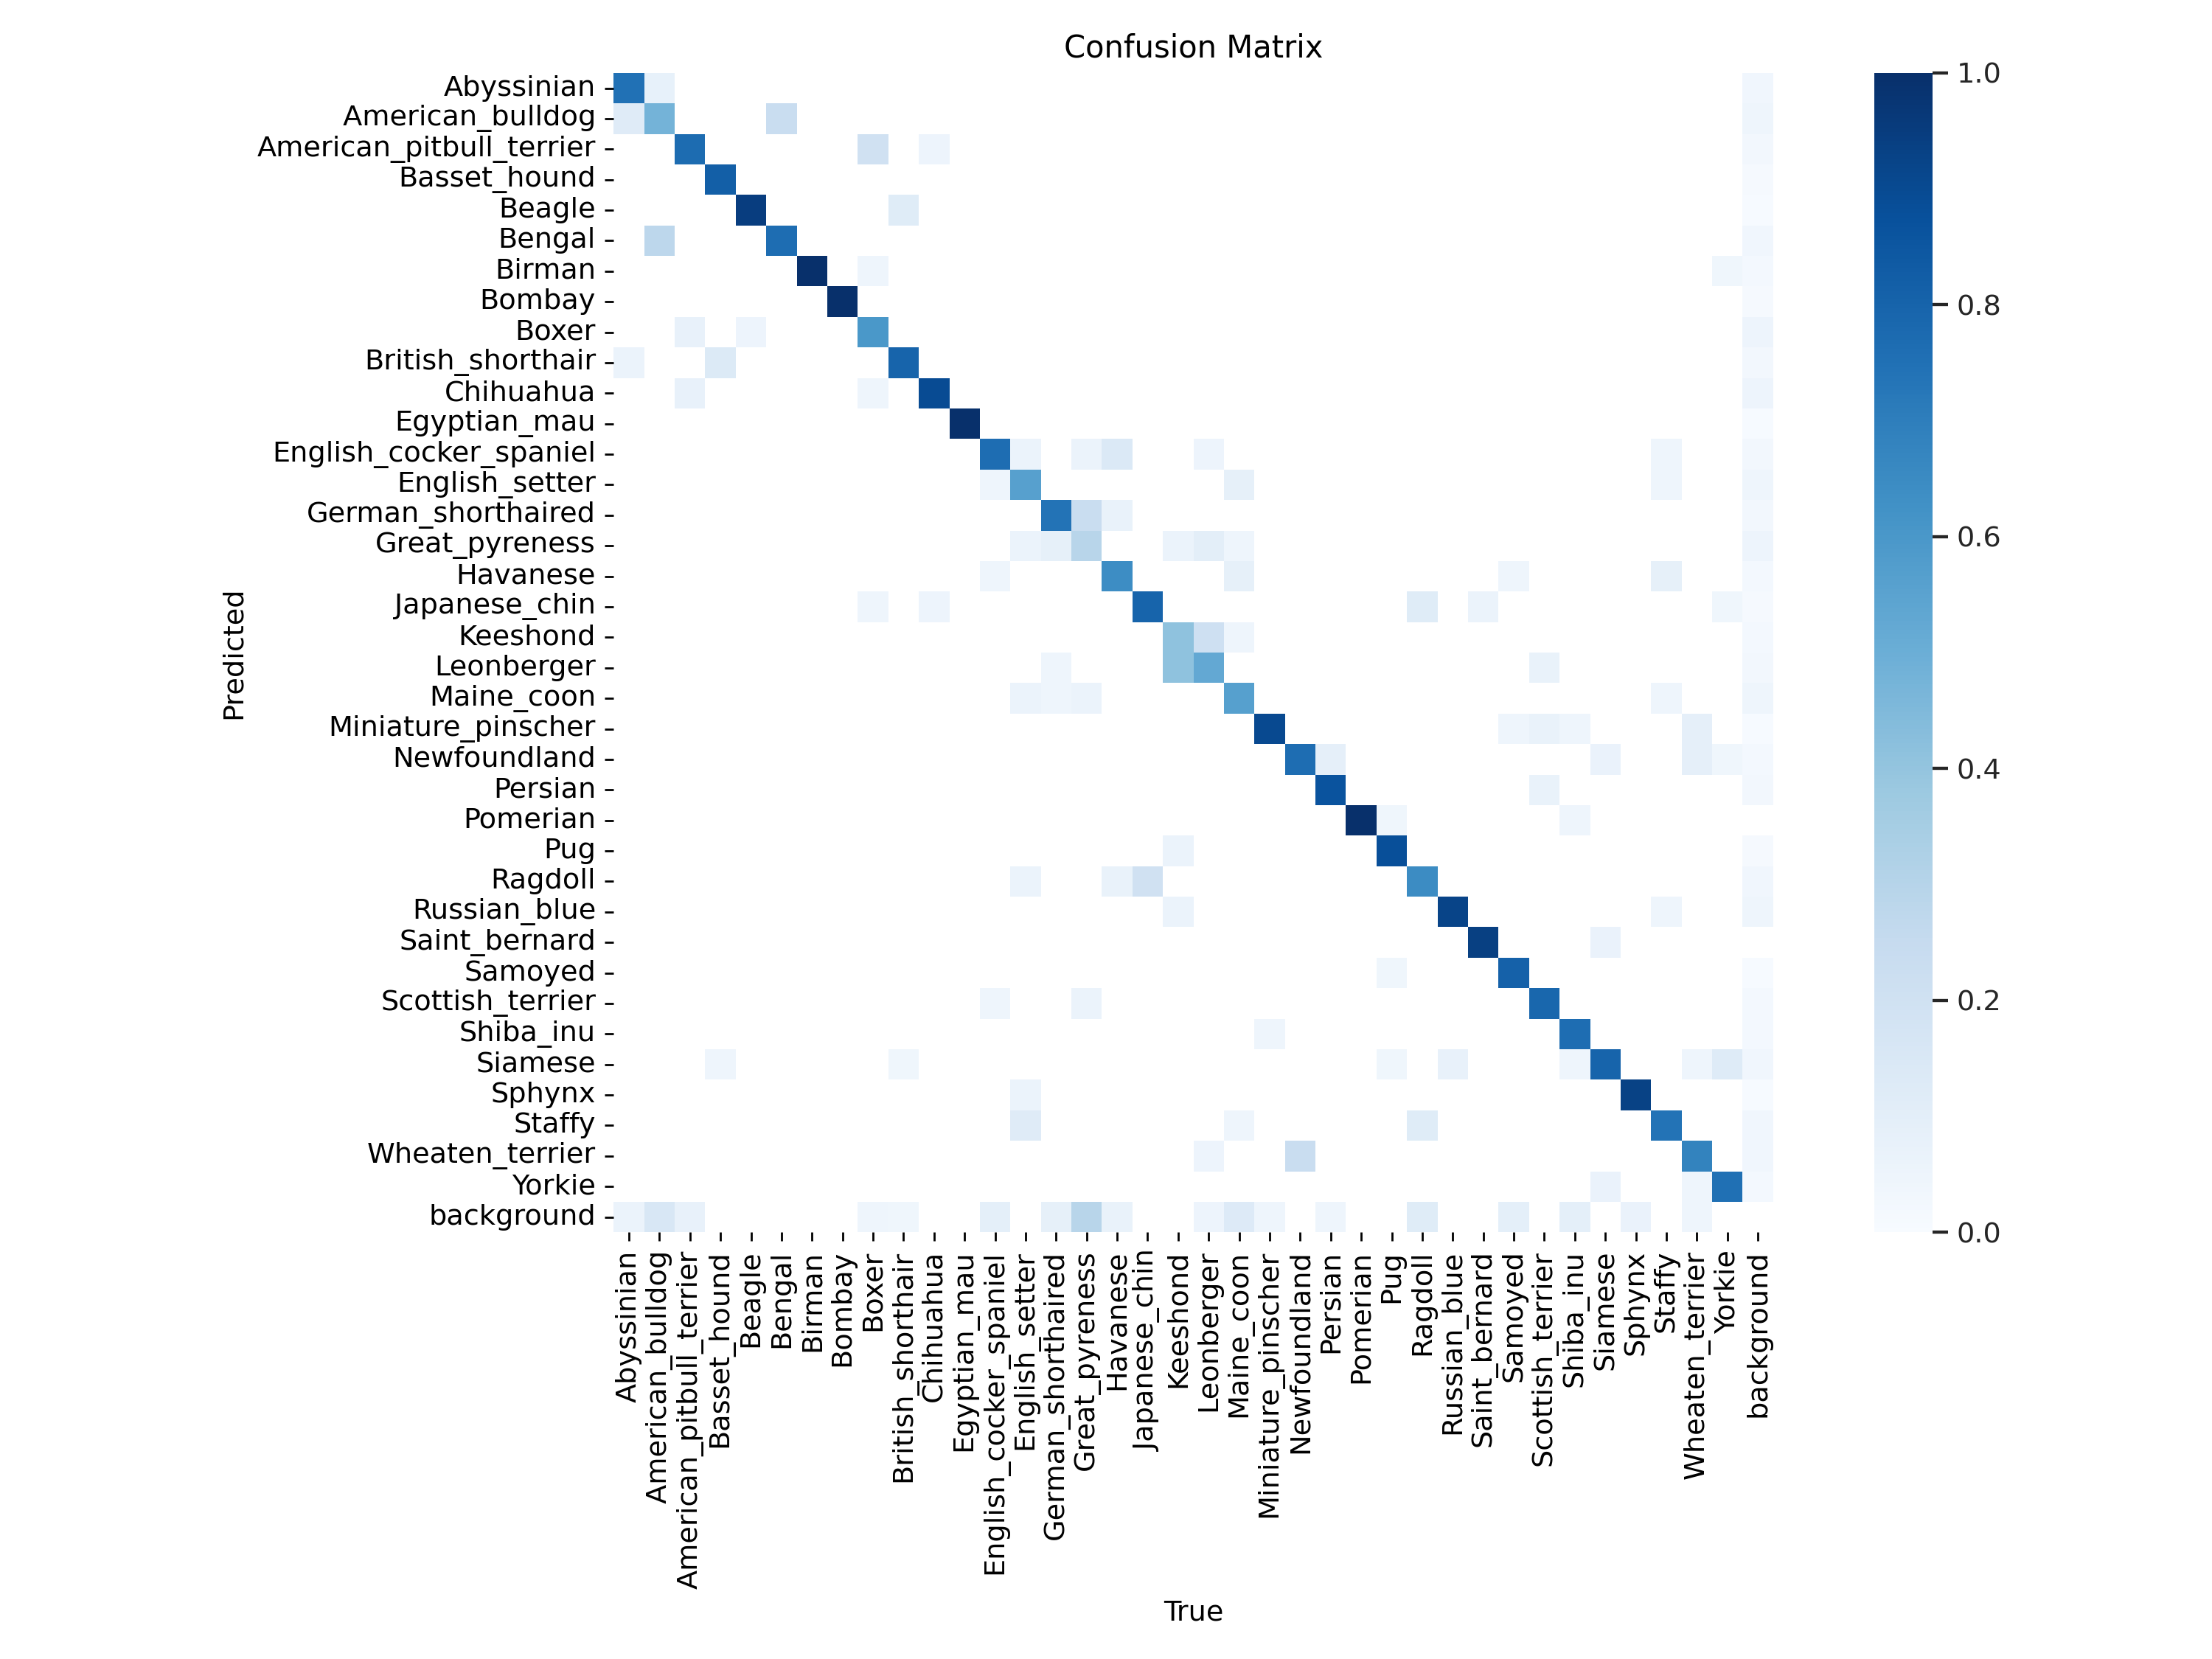 Confusion Matrix
Abyssinian
American_bulldog
American_pitbull_terrier
Basset_hound
Beagle
Bengal
Birman
Bombay
Boxer
British_shorthair
Chihuahua
Egyptian_mau
English_cocker_spaniel
English_setter
German_shorthaired
Great_pyreness
Havanese
Japanese_chin
Keeshond
Leonberger
Maine_coon
Miniature_pinscher
Newfoundland
Persian
Pomerian
Pug
Ragdoll
Russian_blue
Saint_bernard
Samoyed
Scottish_terrier
Shiba_inu
Siamese
Sphynx
Staffy
Wheaten_terrier
Yorkie
background
Predicted
Abyssinian
American_bulldog
American_pitbull_terrier
Basset_hound
Beagle
Bengal
Birman
Bombay
Boxer
British_shorthair
Chihuahua
Egyptian_mau
English_cocker_spaniel
English_setter
German_shorthaired
Great_pyreness
Havanese
Japanese_chin
Keeshond
Leonberger
Maine_coon
Miniature_pinscher
Newfoundland
Persian
Pomerian
Pug
Ragdoll
Russian_blue
Saint_bernard
Samoyed
Scottish_terrier
Shiba_inu
Siamese
Sphynx
Staffy
Wheaten_terrier
Yorkie
background
True
1.0
0.8
0.6
0.4
0.2
0.0